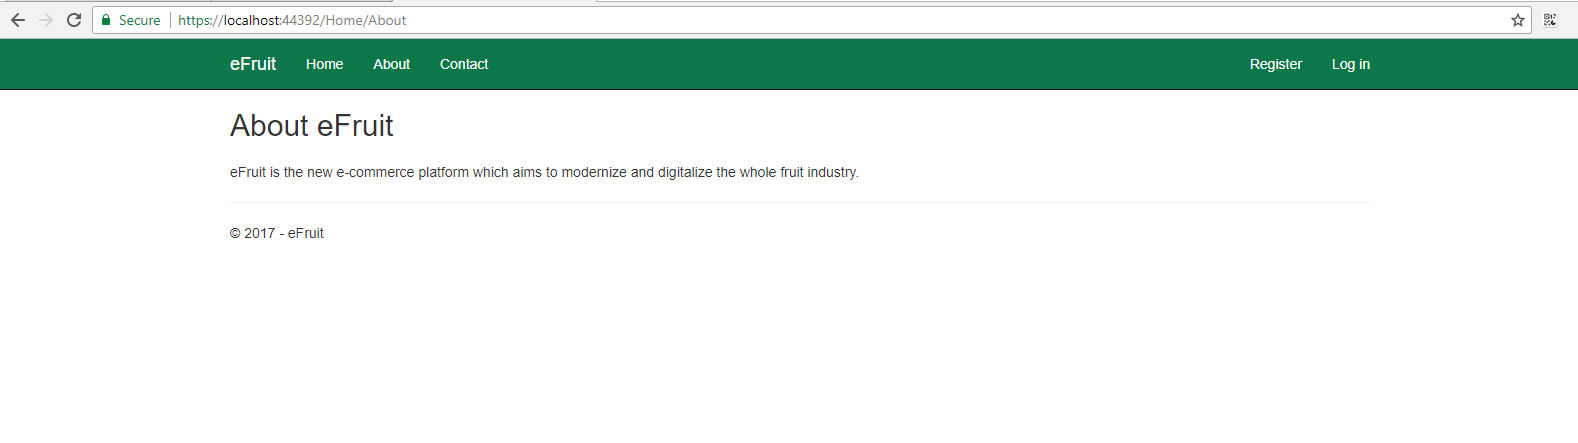 Secure https://localhost:44392/Home/About
eFruit Home About Contact Register Log in
About eFruit
eFruit is the new e-commerce platform which aims to modernize and digitalize the whole fruit industry.
© 2017 - eFruit